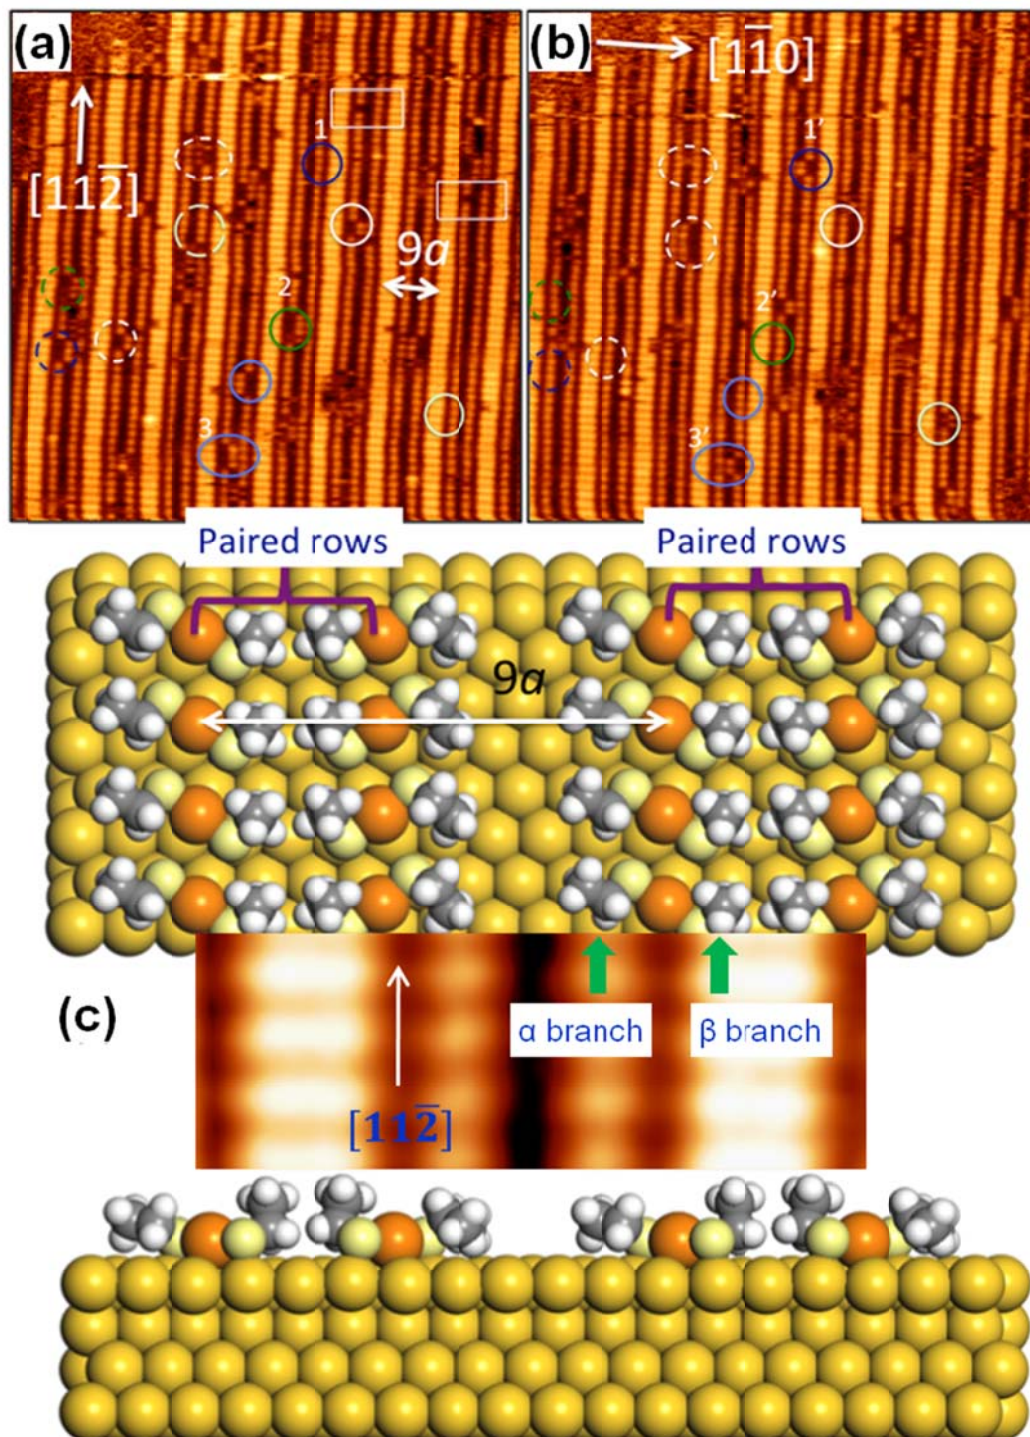 (a)
[112̅]
1
9a
2
3
(b)
[11̅0]
1'
2'
3'
Paired rows
Paired rows
9a
(c)
α branch
β branch
[112̅]